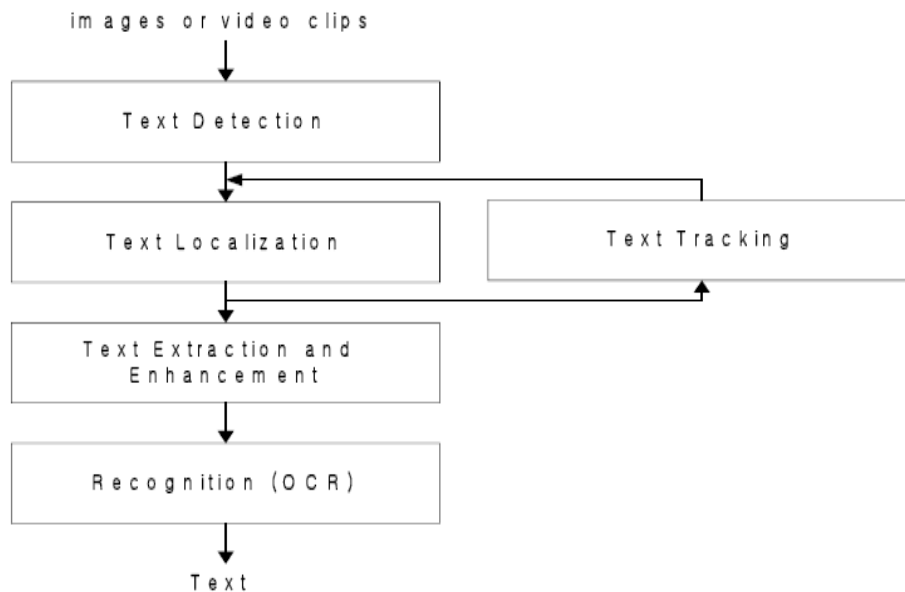 images or video clips
Text Detection
Text Localization
Text Tracking
Text Extraction and
Enhancement
Recognition (OCR)
Text